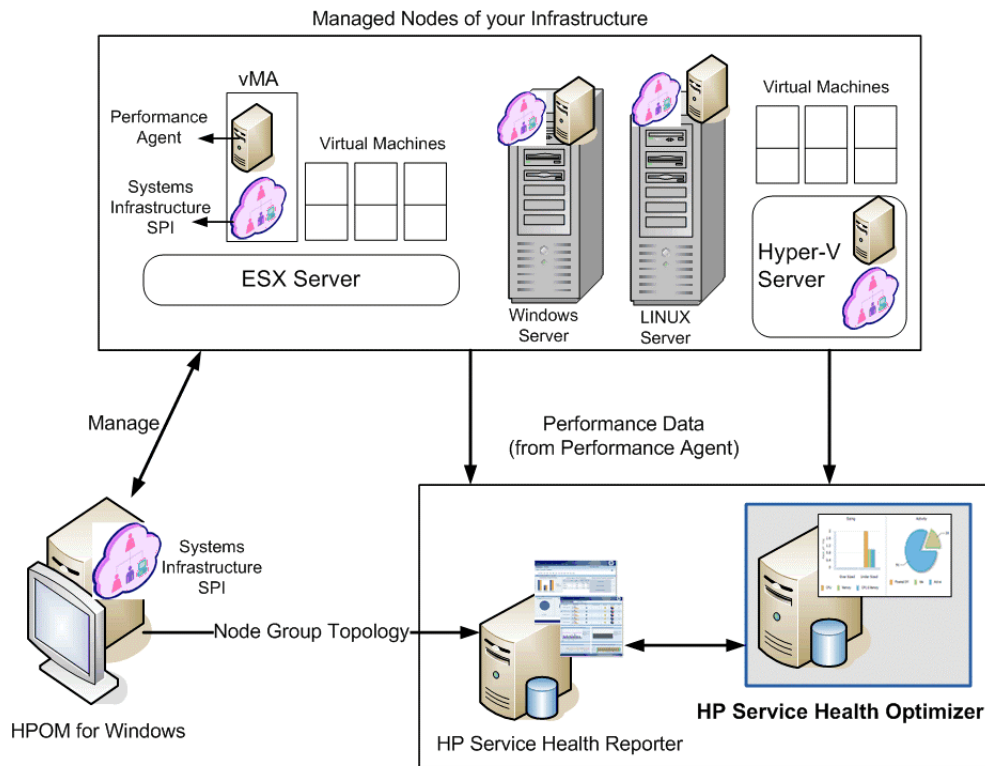 Managed Nodes of your Infrastructure
vMA
Performance
Agent
Systems
Infrastructure
SPI
Virtual Machines
ESX Server
Windows
Server
LINUX
Server
Virtual Machines
Hyper-V
Server
Manage
Performance Data
(from Performance Agent)
Systems
Infrastructure
SPI
Node Group Topology
HPOM for Windows
HP Service Health Reporter
HP Service Health Optimizer